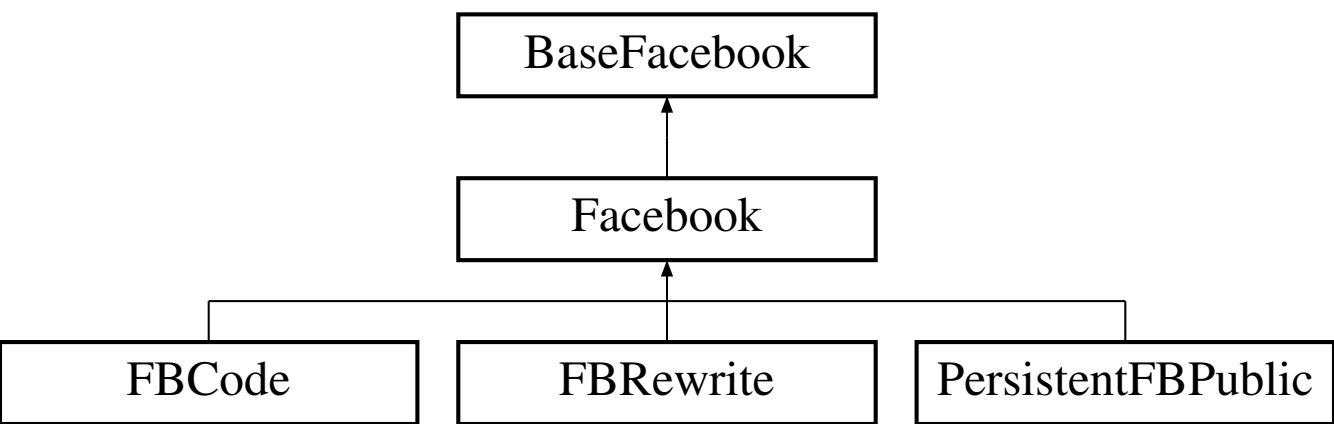 BaseFacebook
Facebook
FBCode
FBRewrite
PersistentFBPublic